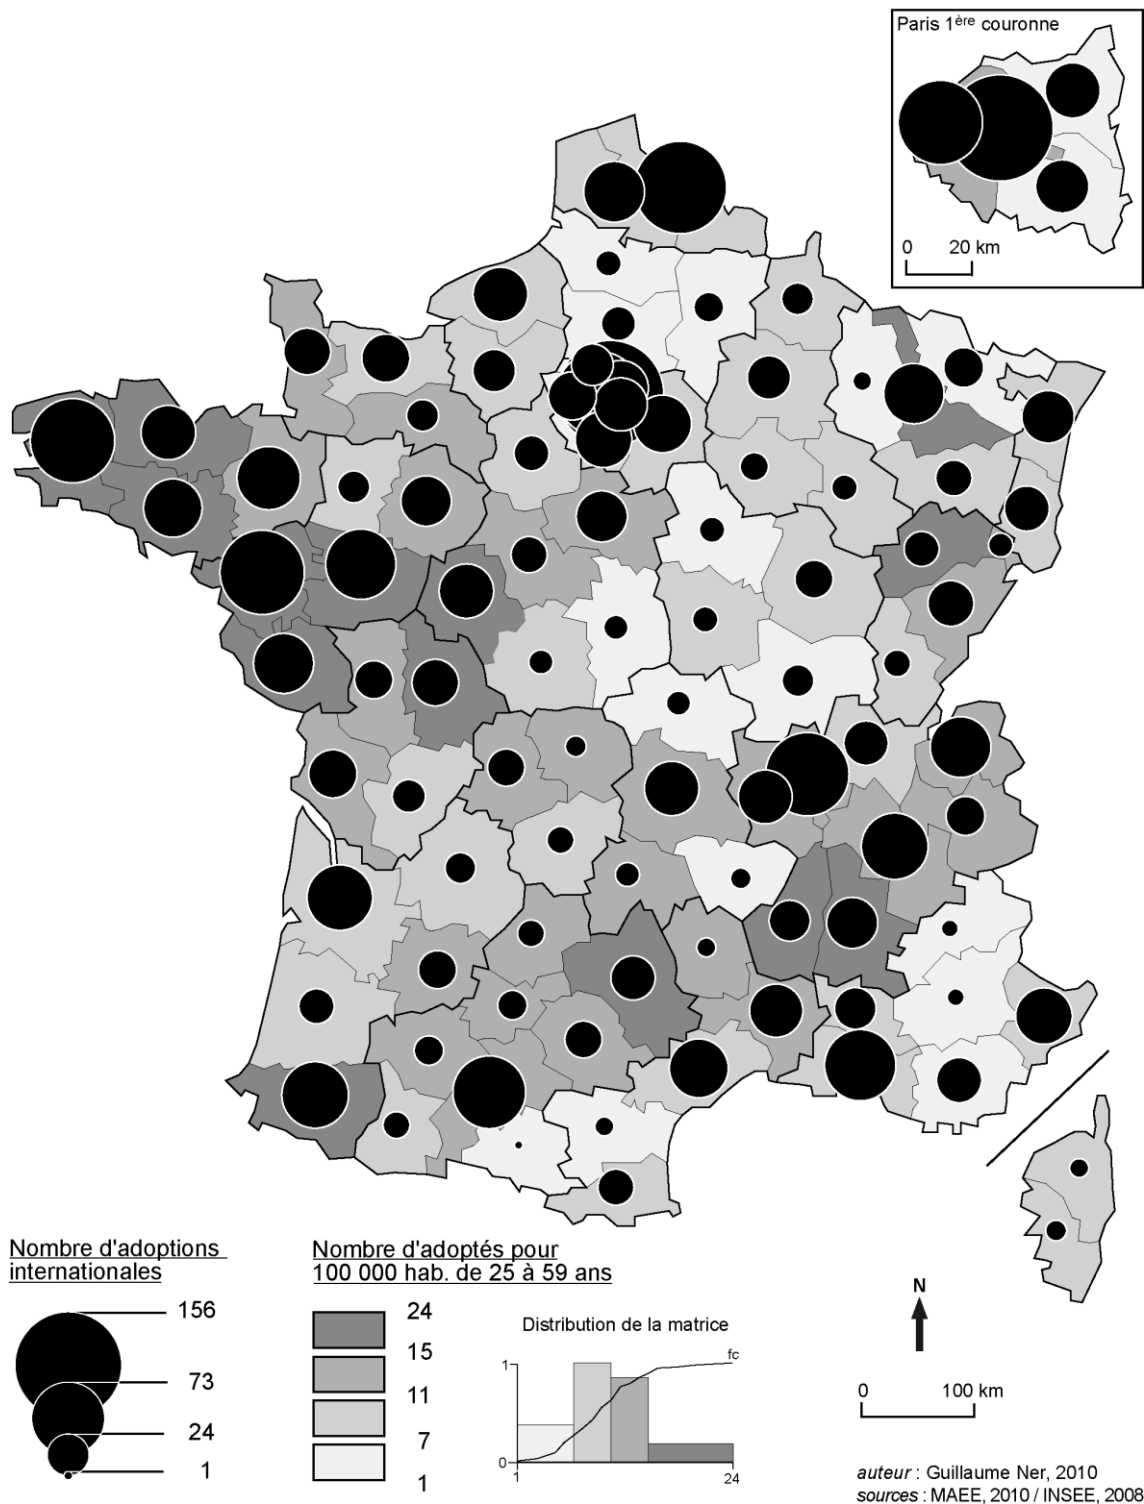 Paris 1ère couronne
0 20 km
Nombre d'adoptions
internationales
156
73
24
1
Nombre d'adoptés pour
100 000 hab. de 25 à 59 ans
24
15
11
7
1
Distribution de la matrice
fc
1
0
1 24
N
0 100 km
auteur : Guillaume Ner, 2010
sources : MAEE, 2010 / INSEE, 2008